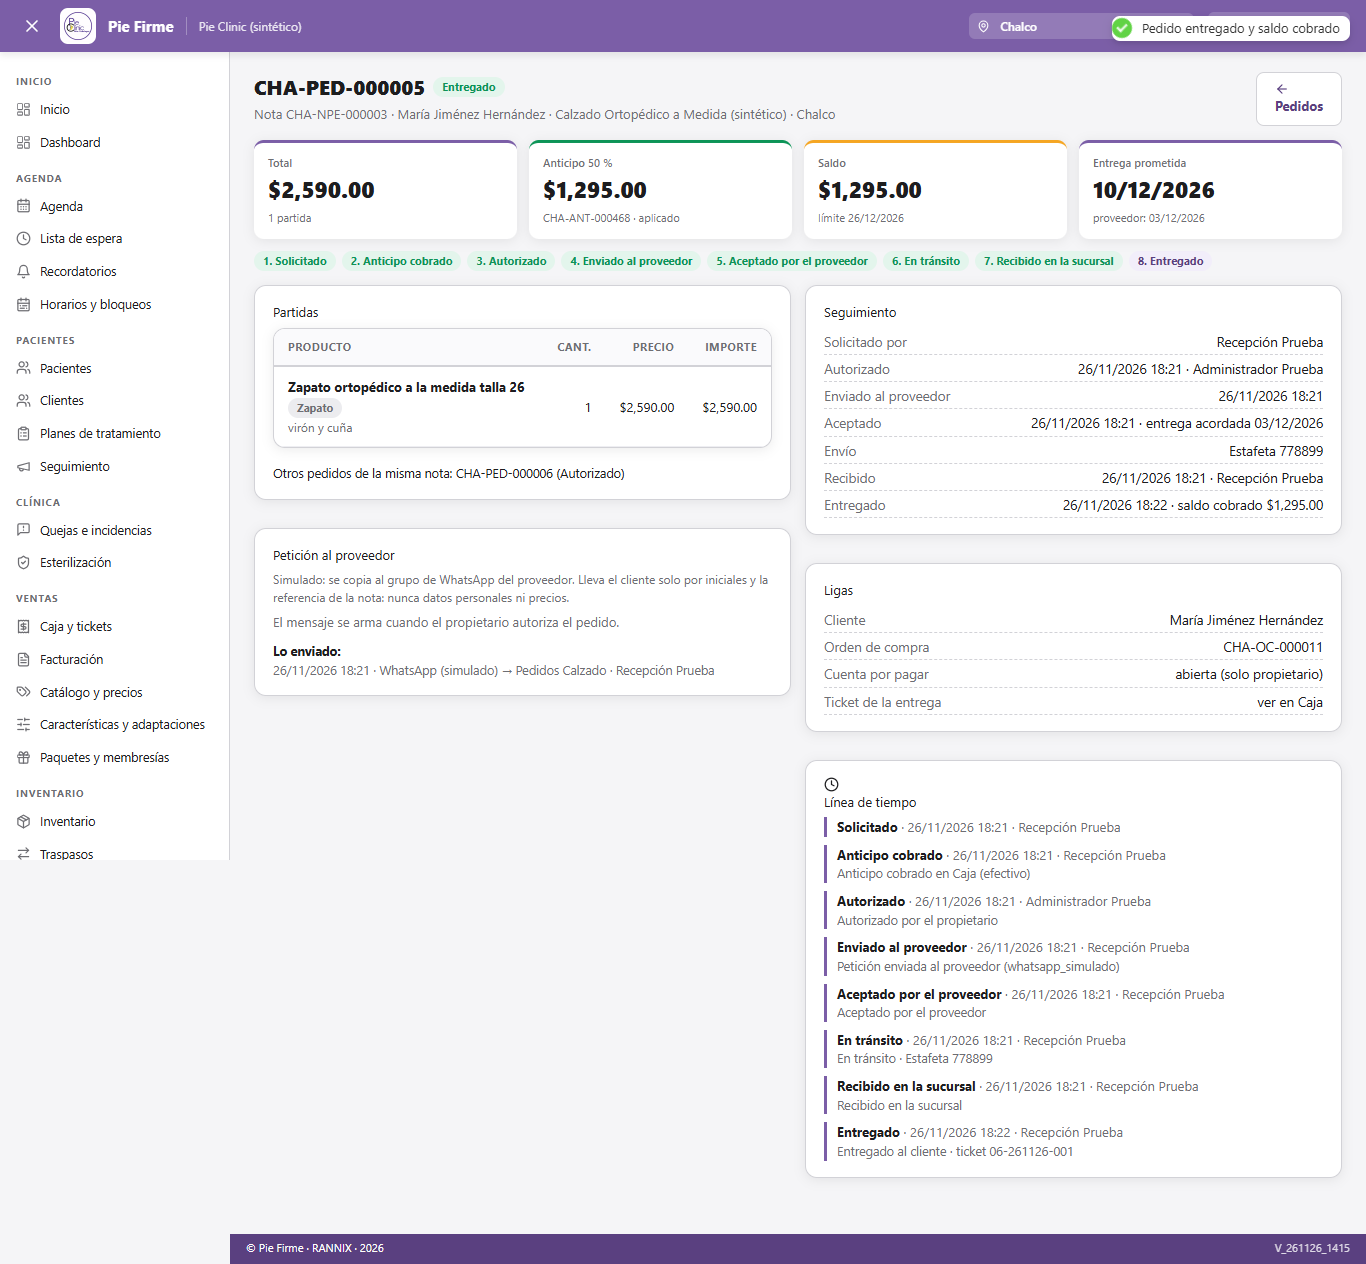 Pie Firme
Pie Clinic (sintético)
Chalco
Pedido entregado y saldo cobrado
INICIO
Inicio
Dashboard
AGENDA
Agenda
Lista de espera
Recordatorios
Horarios y bloqueos
PACIENTES
Pacientes
Clientes
Planes de tratamiento
Seguimiento
CLÍNICA
Quejas e incidencias
Esterilización
VENTAS
Caja y tickets
Facturación
Catálogo y precios
Características y adaptaciones
Paquetes y membresías
INVENTARIO
Inventario
Traspasos
CHA-PED-000005 Entregado
Nota CHA-NPE-000003 · María Jiménez Hernández · Calzado Ortopédico a Medida (sintético) · Chalco
← Pedidos
Total
$2,590.00
1 partida
Anticipo 50 %
$1,295.00
CHA-ANT-000468 · aplicado
Saldo
$1,295.00
límite 26/12/2026
Entrega prometida
10/12/2026
proveedor: 03/12/2026
1. Solicitado 2. Anticipo cobrado 3. Autorizado 4. Enviado al proveedor 5. Aceptado por el proveedor 6. En tránsito 7. Recibido en la sucursal 8. Entregado
Partidas
PRODUCTO CANT. PRECIO IMPORTE
Zapato ortopédico a la medida talla 26
Zapato 1 $2,590.00 $2,590.00
virón y cuña
Otros pedidos de la misma nota: CHA-PED-000006 (Autorizado)
Petición al proveedor
Simulado: se copia al grupo de WhatsApp del proveedor. Lleva el cliente solo por iniciales y la
referencia de la nota: nunca datos personales ni precios.
El mensaje se arma cuando el propietario autoriza el pedido.
Lo enviado:
26/11/2026 18:21 · WhatsApp (simulado) → Pedidos Calzado · Recepción Prueba
Seguimiento
Solicitado por Recepción Prueba
Autorizado 26/11/2026 18:21 · Administrador Prueba
Enviado al proveedor 26/11/2026 18:21
Aceptado 26/11/2026 18:21 · entrega acordada 03/12/2026
Envío Estafeta 778899
Recibido 26/11/2026 18:21 · Recepción Prueba
Entregado 26/11/2026 18:22 · saldo cobrado $1,295.00
Ligas
Cliente María Jiménez Hernández
Orden de compra CHA-OC-000011
Cuenta por pagar abierta (solo propietario)
Ticket de la entrega ver en Caja
Línea de tiempo
Solicitado · 26/11/2026 18:21 · Recepción Prueba
Anticipo cobrado · 26/11/2026 18:21 · Recepción Prueba
Anticipo cobrado en Caja (efectivo)
Autorizado · 26/11/2026 18:21 · Administrador Prueba
Autorizado por el propietario
Enviado al proveedor · 26/11/2026 18:21 · Recepción Prueba
Petición enviada al proveedor (whatsapp_simulado)
Aceptado por el proveedor · 26/11/2026 18:21 · Recepción Prueba
Aceptado por el proveedor
En tránsito · 26/11/2026 18:21 · Recepción Prueba
En tránsito · Estafeta 778899
Recibido en la sucursal · 26/11/2026 18:21 · Recepción Prueba
Recibido en la sucursal
Entregado · 26/11/2026 18:22 · Recepción Prueba
Entregado al cliente · ticket 06-261126-001
© Pie Firme · RANNIX · 2026
V_261126_1415